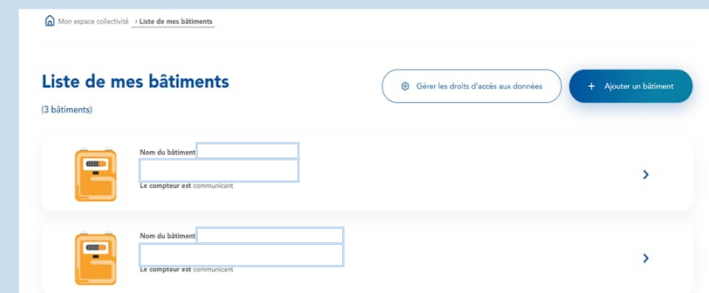 Mon espace collectivité > Liste de mes bâtiments
Liste de mes bâtiments
(3 bâtiments)
Gérer les droits d'accès aux données
+ Ajouter un bâtiment
Nom du bâtiment
Le compteur est communicant
Nom du bâtiment
Le compteur est communicant